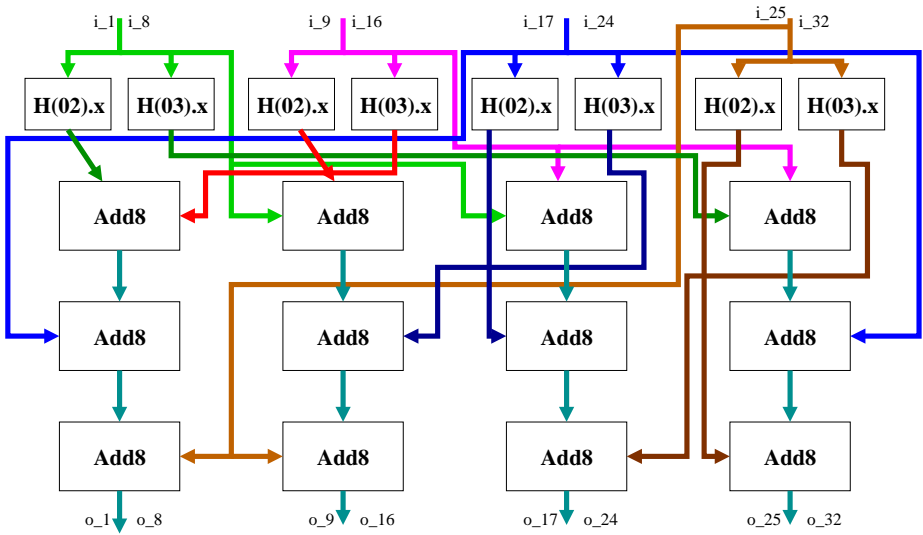 i_1 i_8 i_9 i_16 i_17 i_24 i_25 i_32
H(02).x H(03).x H(02).x H(03).x H(02).x H(03).x H(02).x H(03).x
Add8 Add8 Add8 Add8
Add8 Add8 Add8 Add8
Add8 Add8 Add8 Add8
o_1 o_8 o_9 o_16 o_17 o_24 o_25 o_32